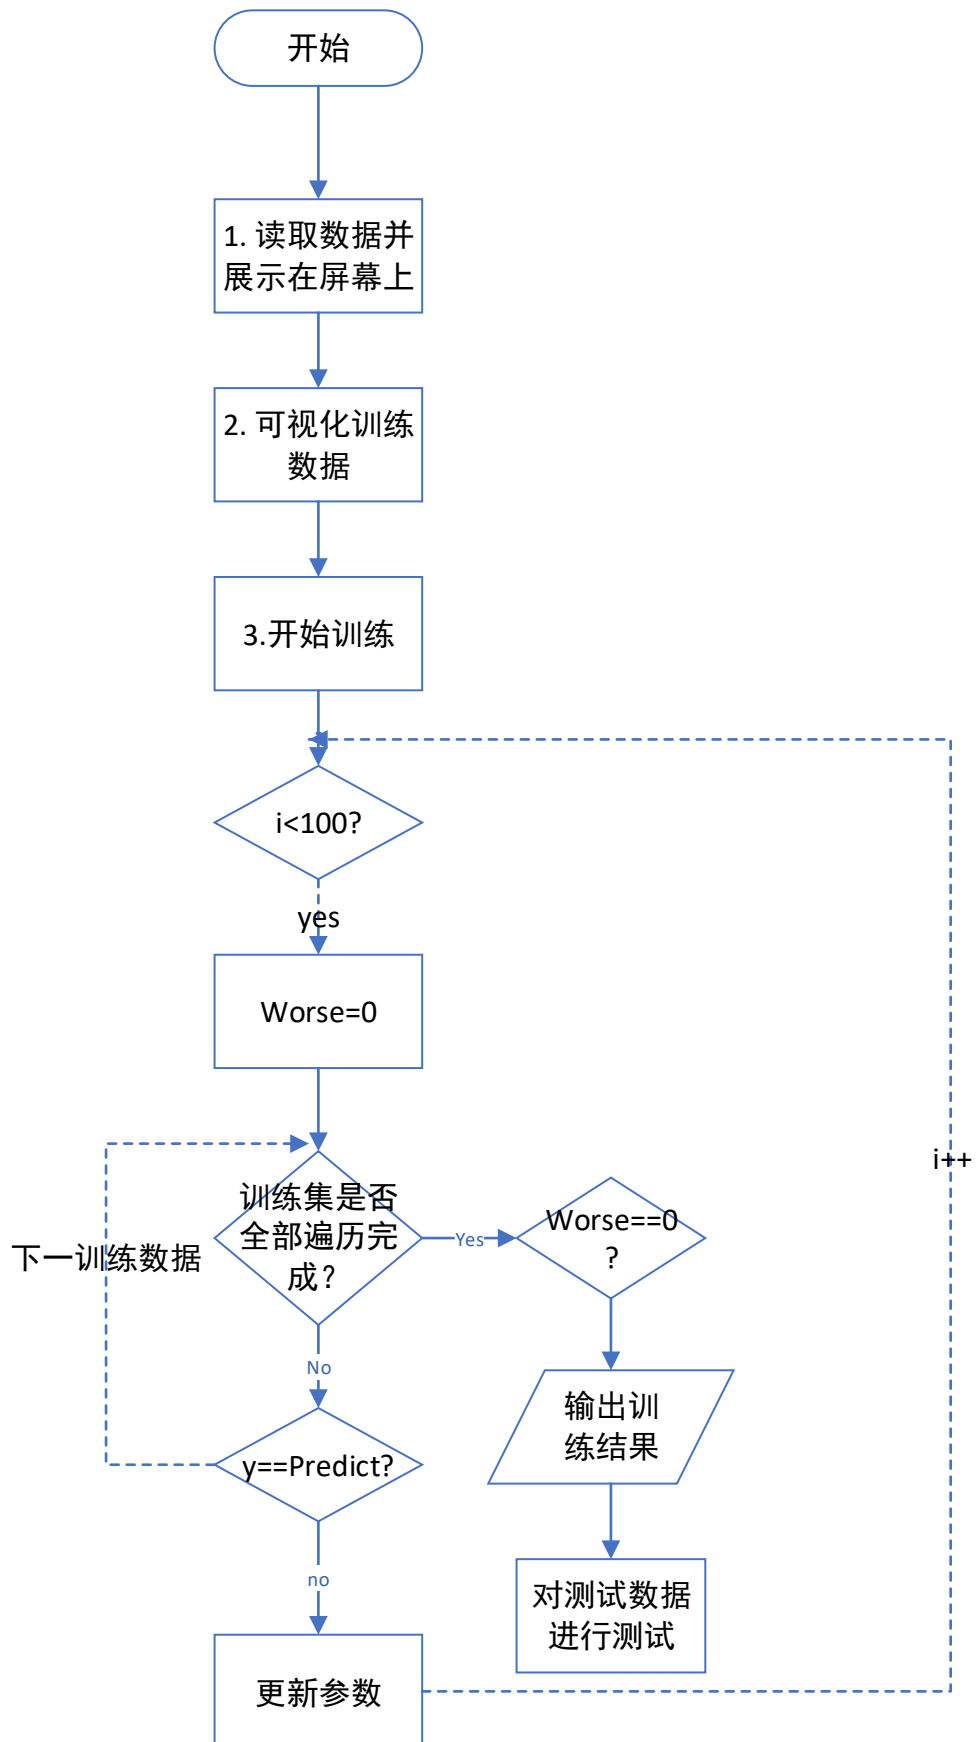 开始
1. 读取数据并
展示在屏幕上
2. 可视化训练
数据
3.开始训练
i<100?
yes
Worse=0
i++
训练集是否
全部遍历完
成？
Yes
Worse==0
?
下一训练数据
No
输出训
练结果
y==Predict?
no
对测试数据
进行测试
更新参数